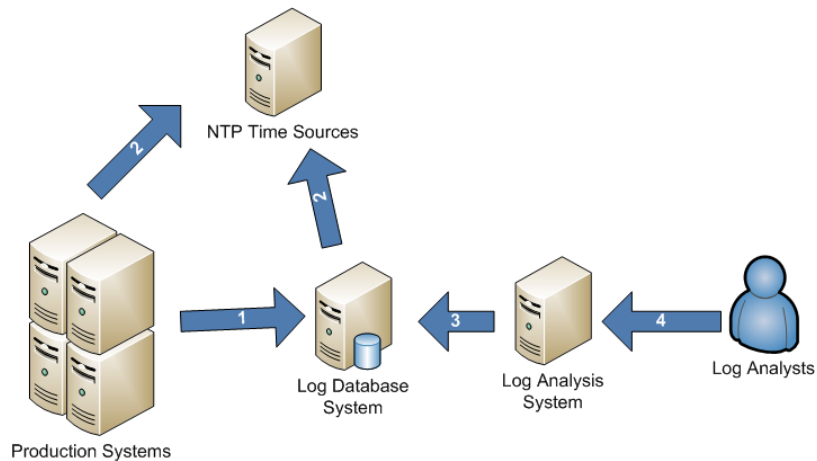 NTP Time Sources
2
2
1
3
4
Log Database
System
Log Analysis
System
Log Analysts
Production Systems